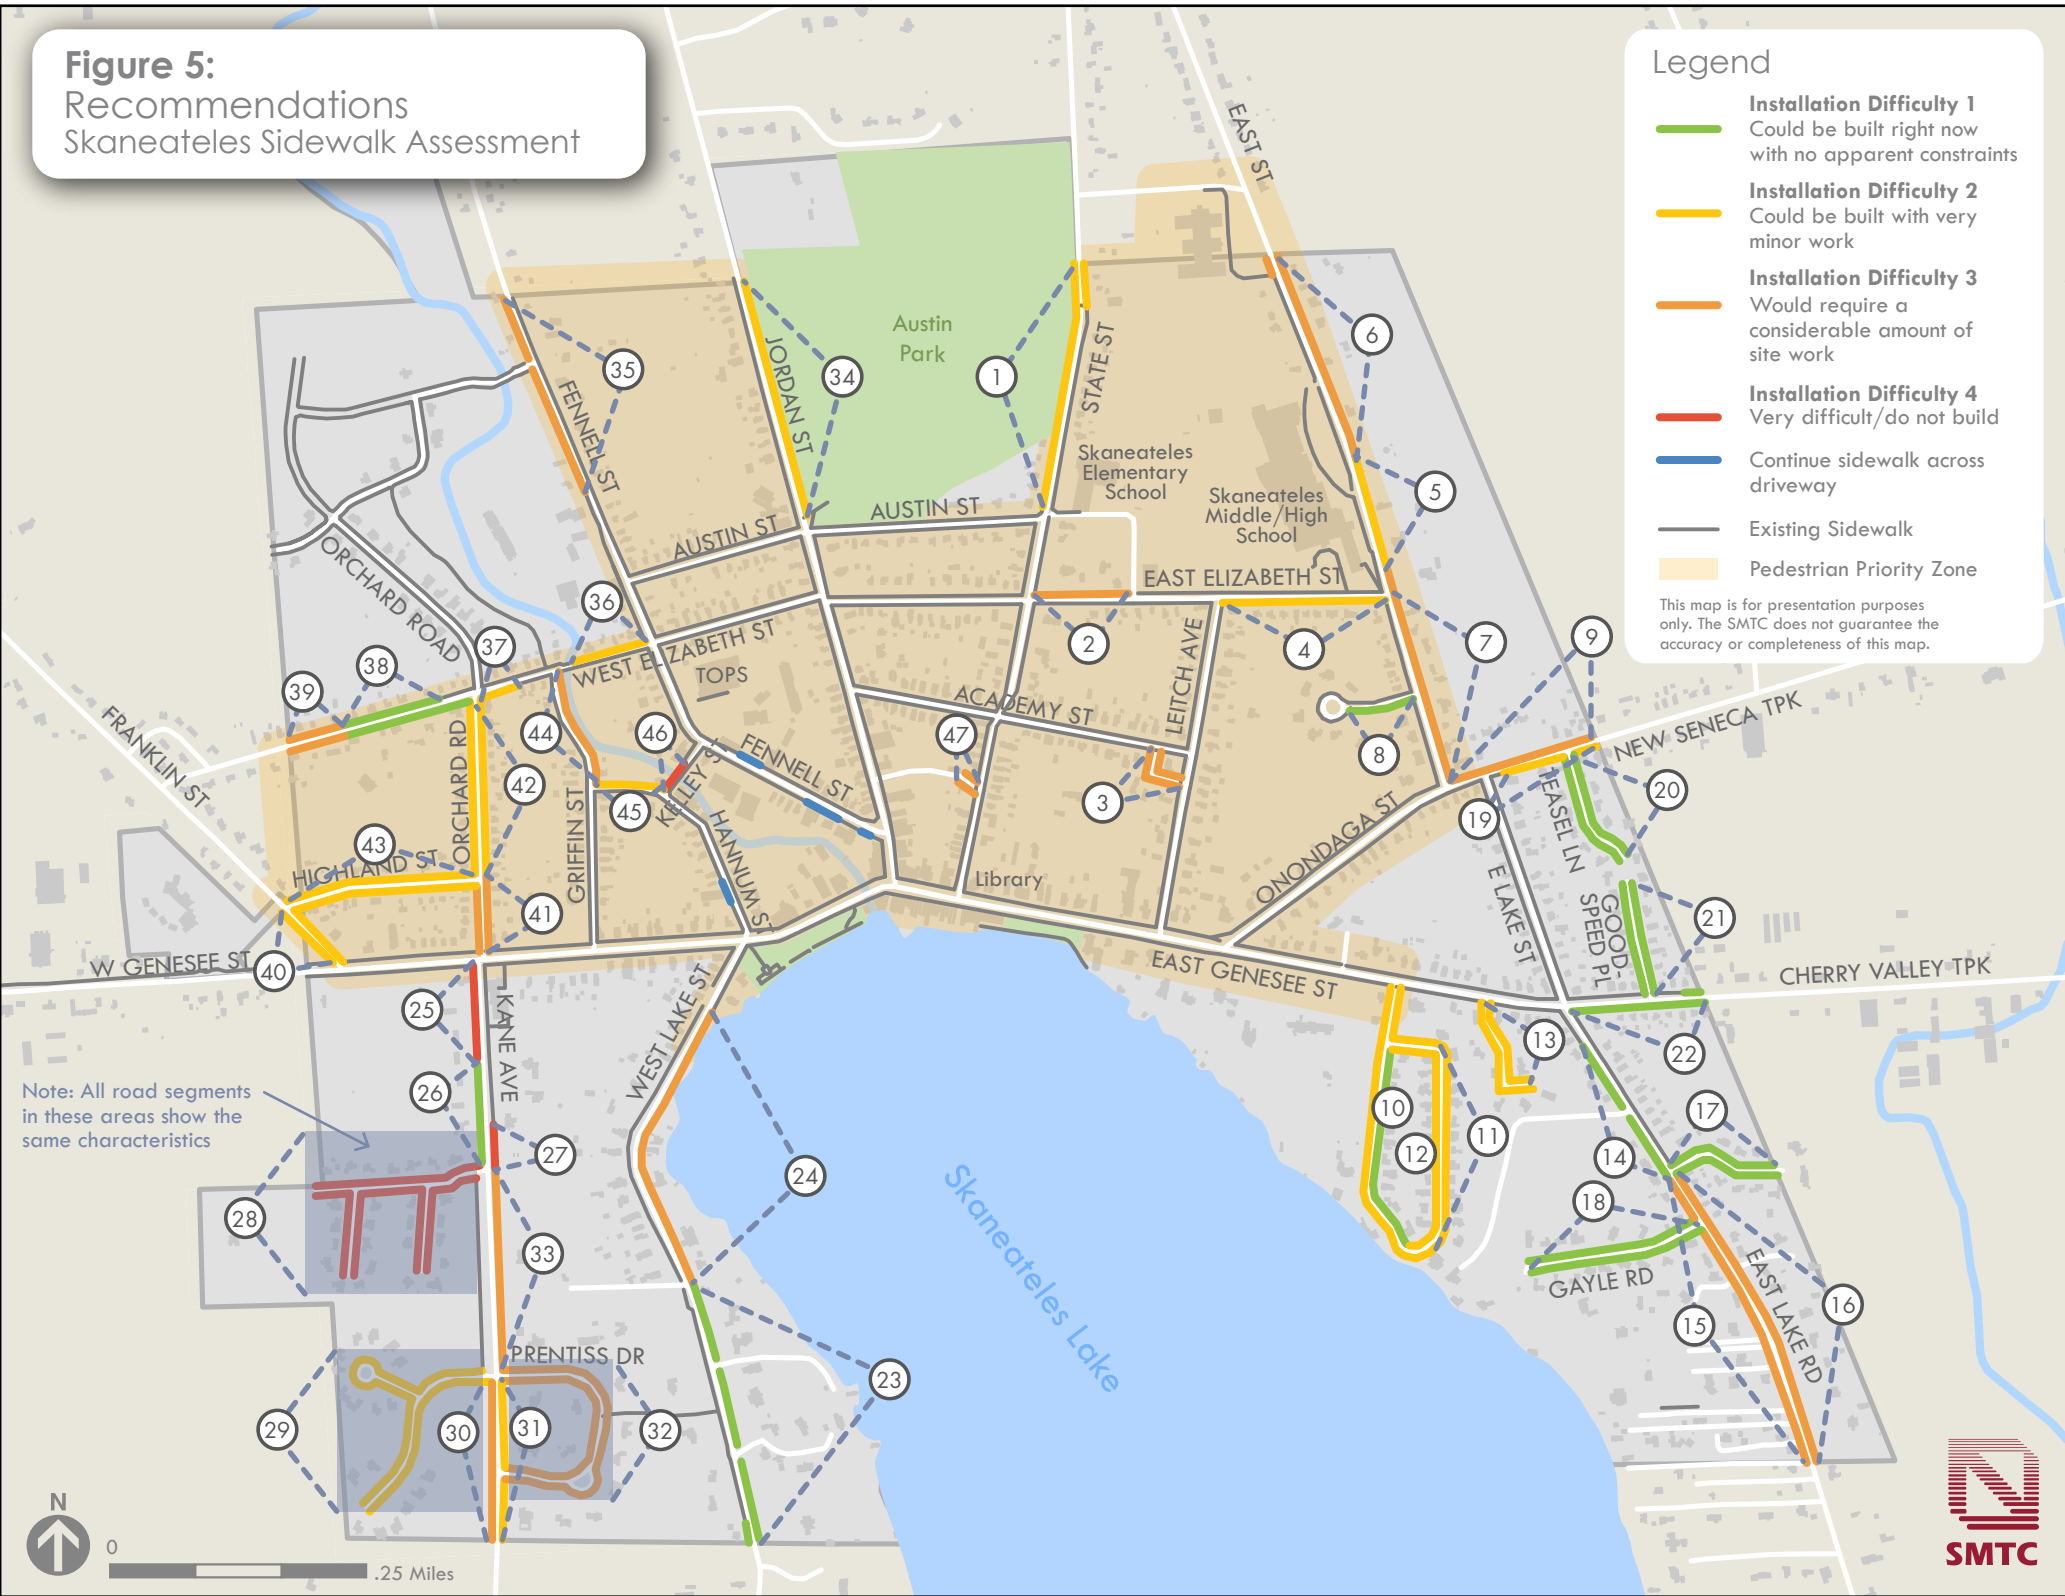 Figure 5:
Recommendations
Skaneateles Sidewalk Assessment
Legend
Installation Difficulty 1
Could be built right now
with no apparent constraints
Installation Difficulty 2
Could be built with very
minor work
Installation Difficulty 3
Would require a
considerable amount of
site work
Installation Difficulty 4
Very difficult/do not build
Continue sidewalk across
driveway
Existing Sidewalk
Pedestrian Priority Zone
This map is for presentation purposes
only. The SMTC does not guarantee the
accuracy or completeness of this map.
EAST ST
Austin
Park
JORDAN ST
STATE ST
FENNELL ST
35
34
1
6
5
Skaneateles
Elementary
School
Skaneateles
Middle/High
School
AUSTIN ST
AUSTIN ST
EAST ELIZABETH ST
ORCHARD ROAD
36
37
38
39
WEST ELIZABETH ST
TOPS
2
4
7
9
LEITCH AVE
ACADEMY ST
FRANKLIN ST
ORCHARD RD
44
46
47
42
45
KELLEY ST
FENNELL ST
3
8
NEW SENECA TPK
20
19
TEASEL LN
GRIFFIN ST
HANNUM ST
43
HIGHLAND ST
41
40
Library
ONONDAGA ST
E LAKE ST
GOOD-
SPEED PL
21
W GENESEE ST
EAST GENESEE ST
CHERRY VALLEY TPK
25
KANE AVE
WEST LAKE ST
13
22
26
Note: All road segments
in these areas show the
same characteristics
10
11
12
17
14
27
24
18
28
33
Skaneateles Lake
GAYLE RD
EAST LAKE RD
15
16
PRENTISS DR
23
29
30
31
32
N
0
.25 Miles
SMTC